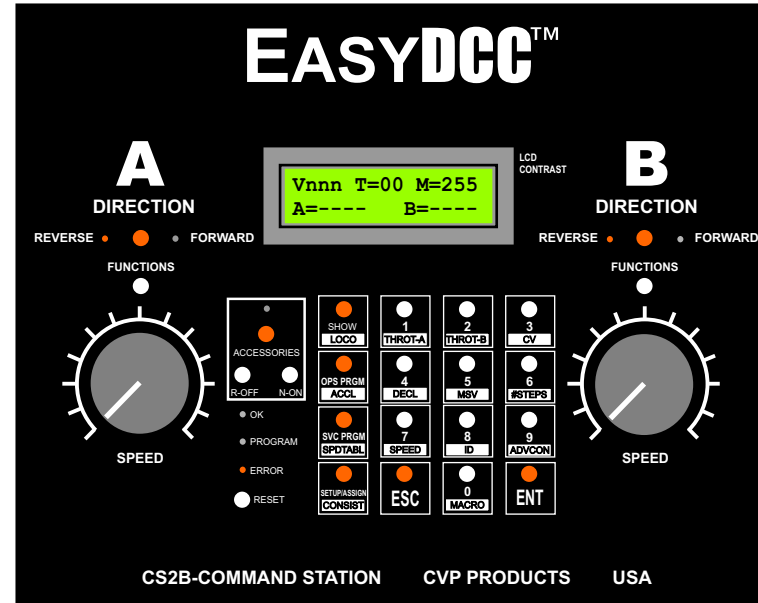 EASYDCC™
A
B
LCD
CONTRAST
Vnnn T=00 M=255
A=---- B=----
DIRECTION
REVERSE
FORWARD
FUNCTIONS
SPEED
DIRECTION
REVERSE
FORWARD
FUNCTIONS
SPEED
ACCESSORIES
R-OFF
N-ON
OK
PROGRAM
ERROR
RESET
SHOW
LOCO
1
THROT-A
2
THROT-B
3
CV
OPS PRGM
ACCL
4
DECL
5
MSV
6
#STEPS
SVC PRGM
SPDTABL
7
SPEED
8
ID
9
ADVCON
SETUP/ASSIGN
CONSIST
ESC
0
MACRO
ENT
CS2B-COMMAND STATION CVP PRODUCTS USA